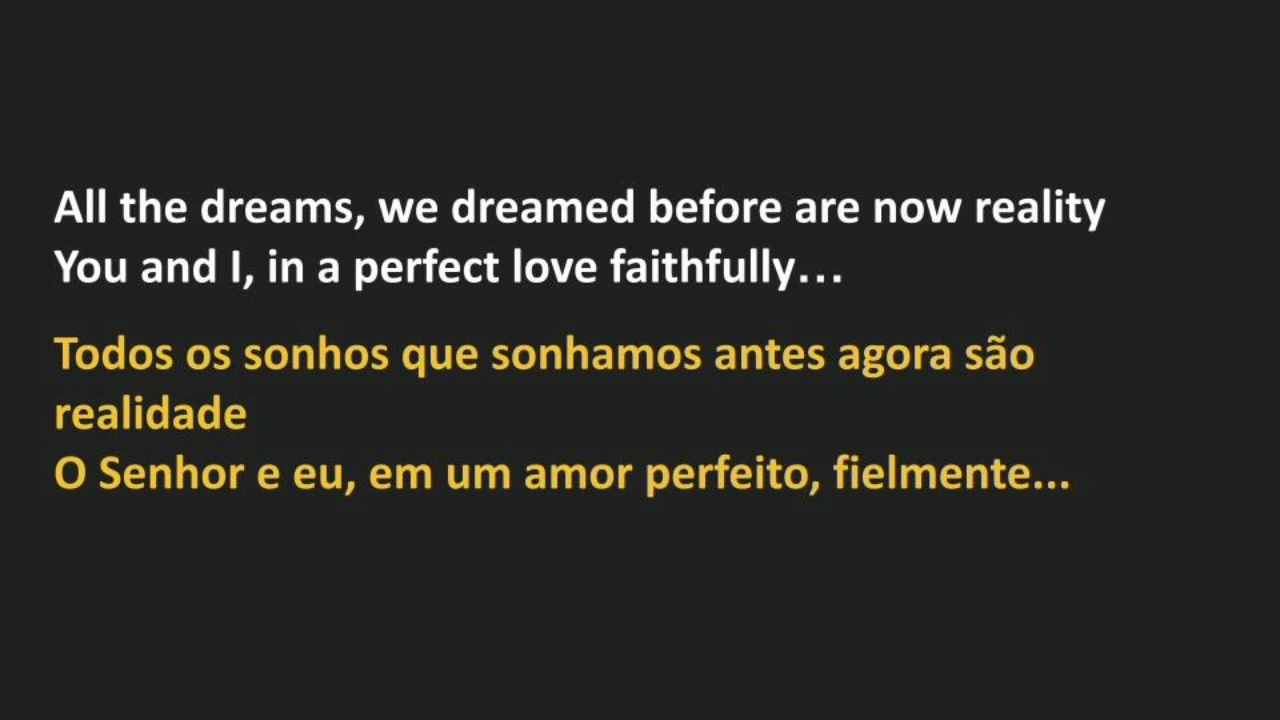 All the dreams, we dreamed before are now reality
You and I, in a perfect love faithfully…
Todos os sonhos que sonhamos antes agora são
realidade
O Senhor e eu, em um amor perfeito, fielmente...